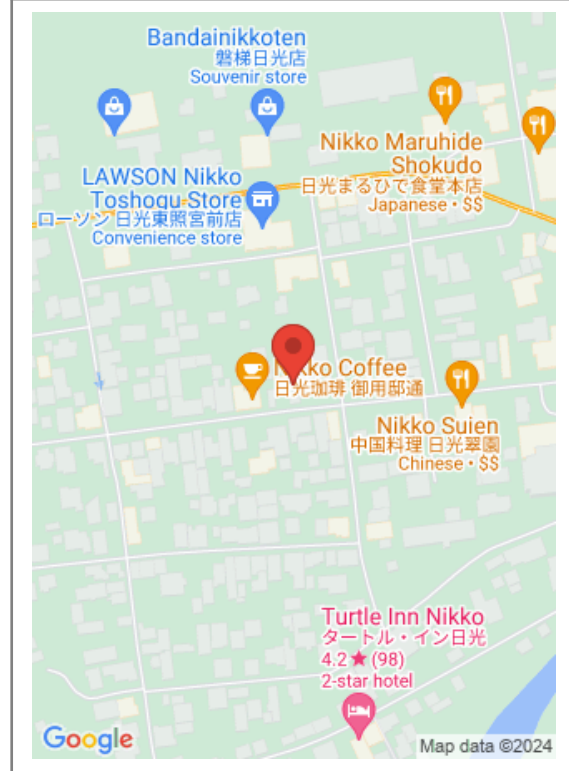 Bandainikkoten
磐梯日光店
Souvenir store
Nikko Maruhide
Shokudo
日光まるひで食堂本店
Japanese • $$
LAWSON Nikko
Toshogu Store
ローソン 日光東照宮前店
Convenience store
Nikko Coffee
日光珈琲 御用邸通
Nikko Suien
中国料理 日光翠園
Chinese • $$
Turtle Inn Nikko
タートル・イン日光
4.2 ★ (98)
2-star hotel
Google
Map data ©2024